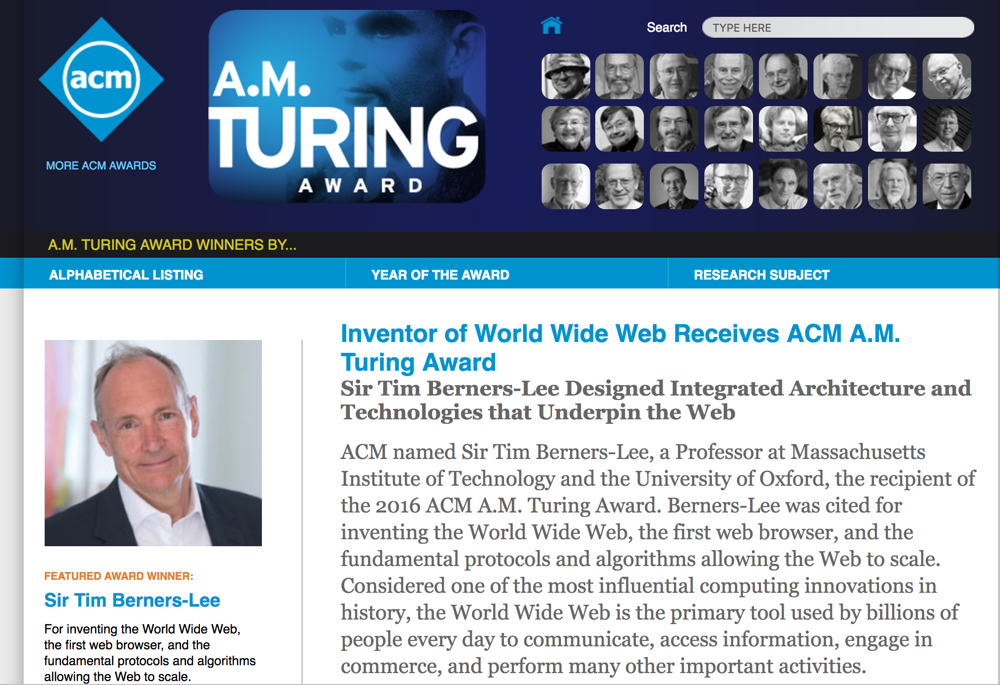 acm
MORE ACM AWARDS
A.M.
TURING
AWARD
Search
TYPE HERE
A.M. TURING AWARD WINNERS BY...
ALPHABETICAL LISTING
YEAR OF THE AWARD
RESEARCH SUBJECT
FEATURED AWARD WINNER:
Sir Tim Berners-Lee
For inventing the World Wide Web,
the first web browser, and the
fundamental protocols and algorithms
allowing the Web to scale.
Inventor of World Wide Web Receives ACM A.M.
Turing Award
Sir Tim Berners-Lee Designed Integrated Architecture and
Technologies that Underpin the Web
ACM named Sir Tim Berners-Lee, a Professor at Massachusetts
Institute of Technology and the University of Oxford, the recipient of
the 2016 ACM A.M. Turing Award. Berners-Lee was cited for
inventing the World Wide Web, the first web browser, and the
fundamental protocols and algorithms allowing the Web to scale.
Considered one of the most influential computing innovations in
history, the World Wide Web is the primary tool used by billions of
people every day to communicate, access information, engage in
commerce, and perform many other important activities.